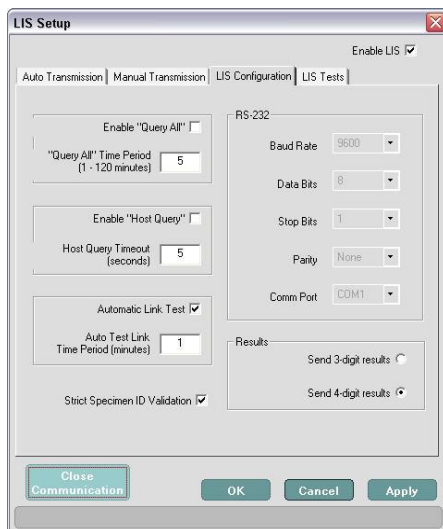 LIS Setup
Enable LIS
Auto Transmission
Manual Transmission
LIS Configuration
LIS Tests
Enable "Query All"
"Query All" Time Period
(1 - 120 minutes)
5
Enable "Host Query"
Host Query Timeout
(seconds)
5
Automatic Link Test
Auto Test Link
Time Period (minutes)
1
Strict Specimen ID Validation
RS-232
Baud Rate
9600
Data Bits
8
Stop Bits
1
Parity
None
Comm Port
COM1
Results
Send 3-digit results
Send 4-digit results
Close
Communication
OK
Cancel
Apply